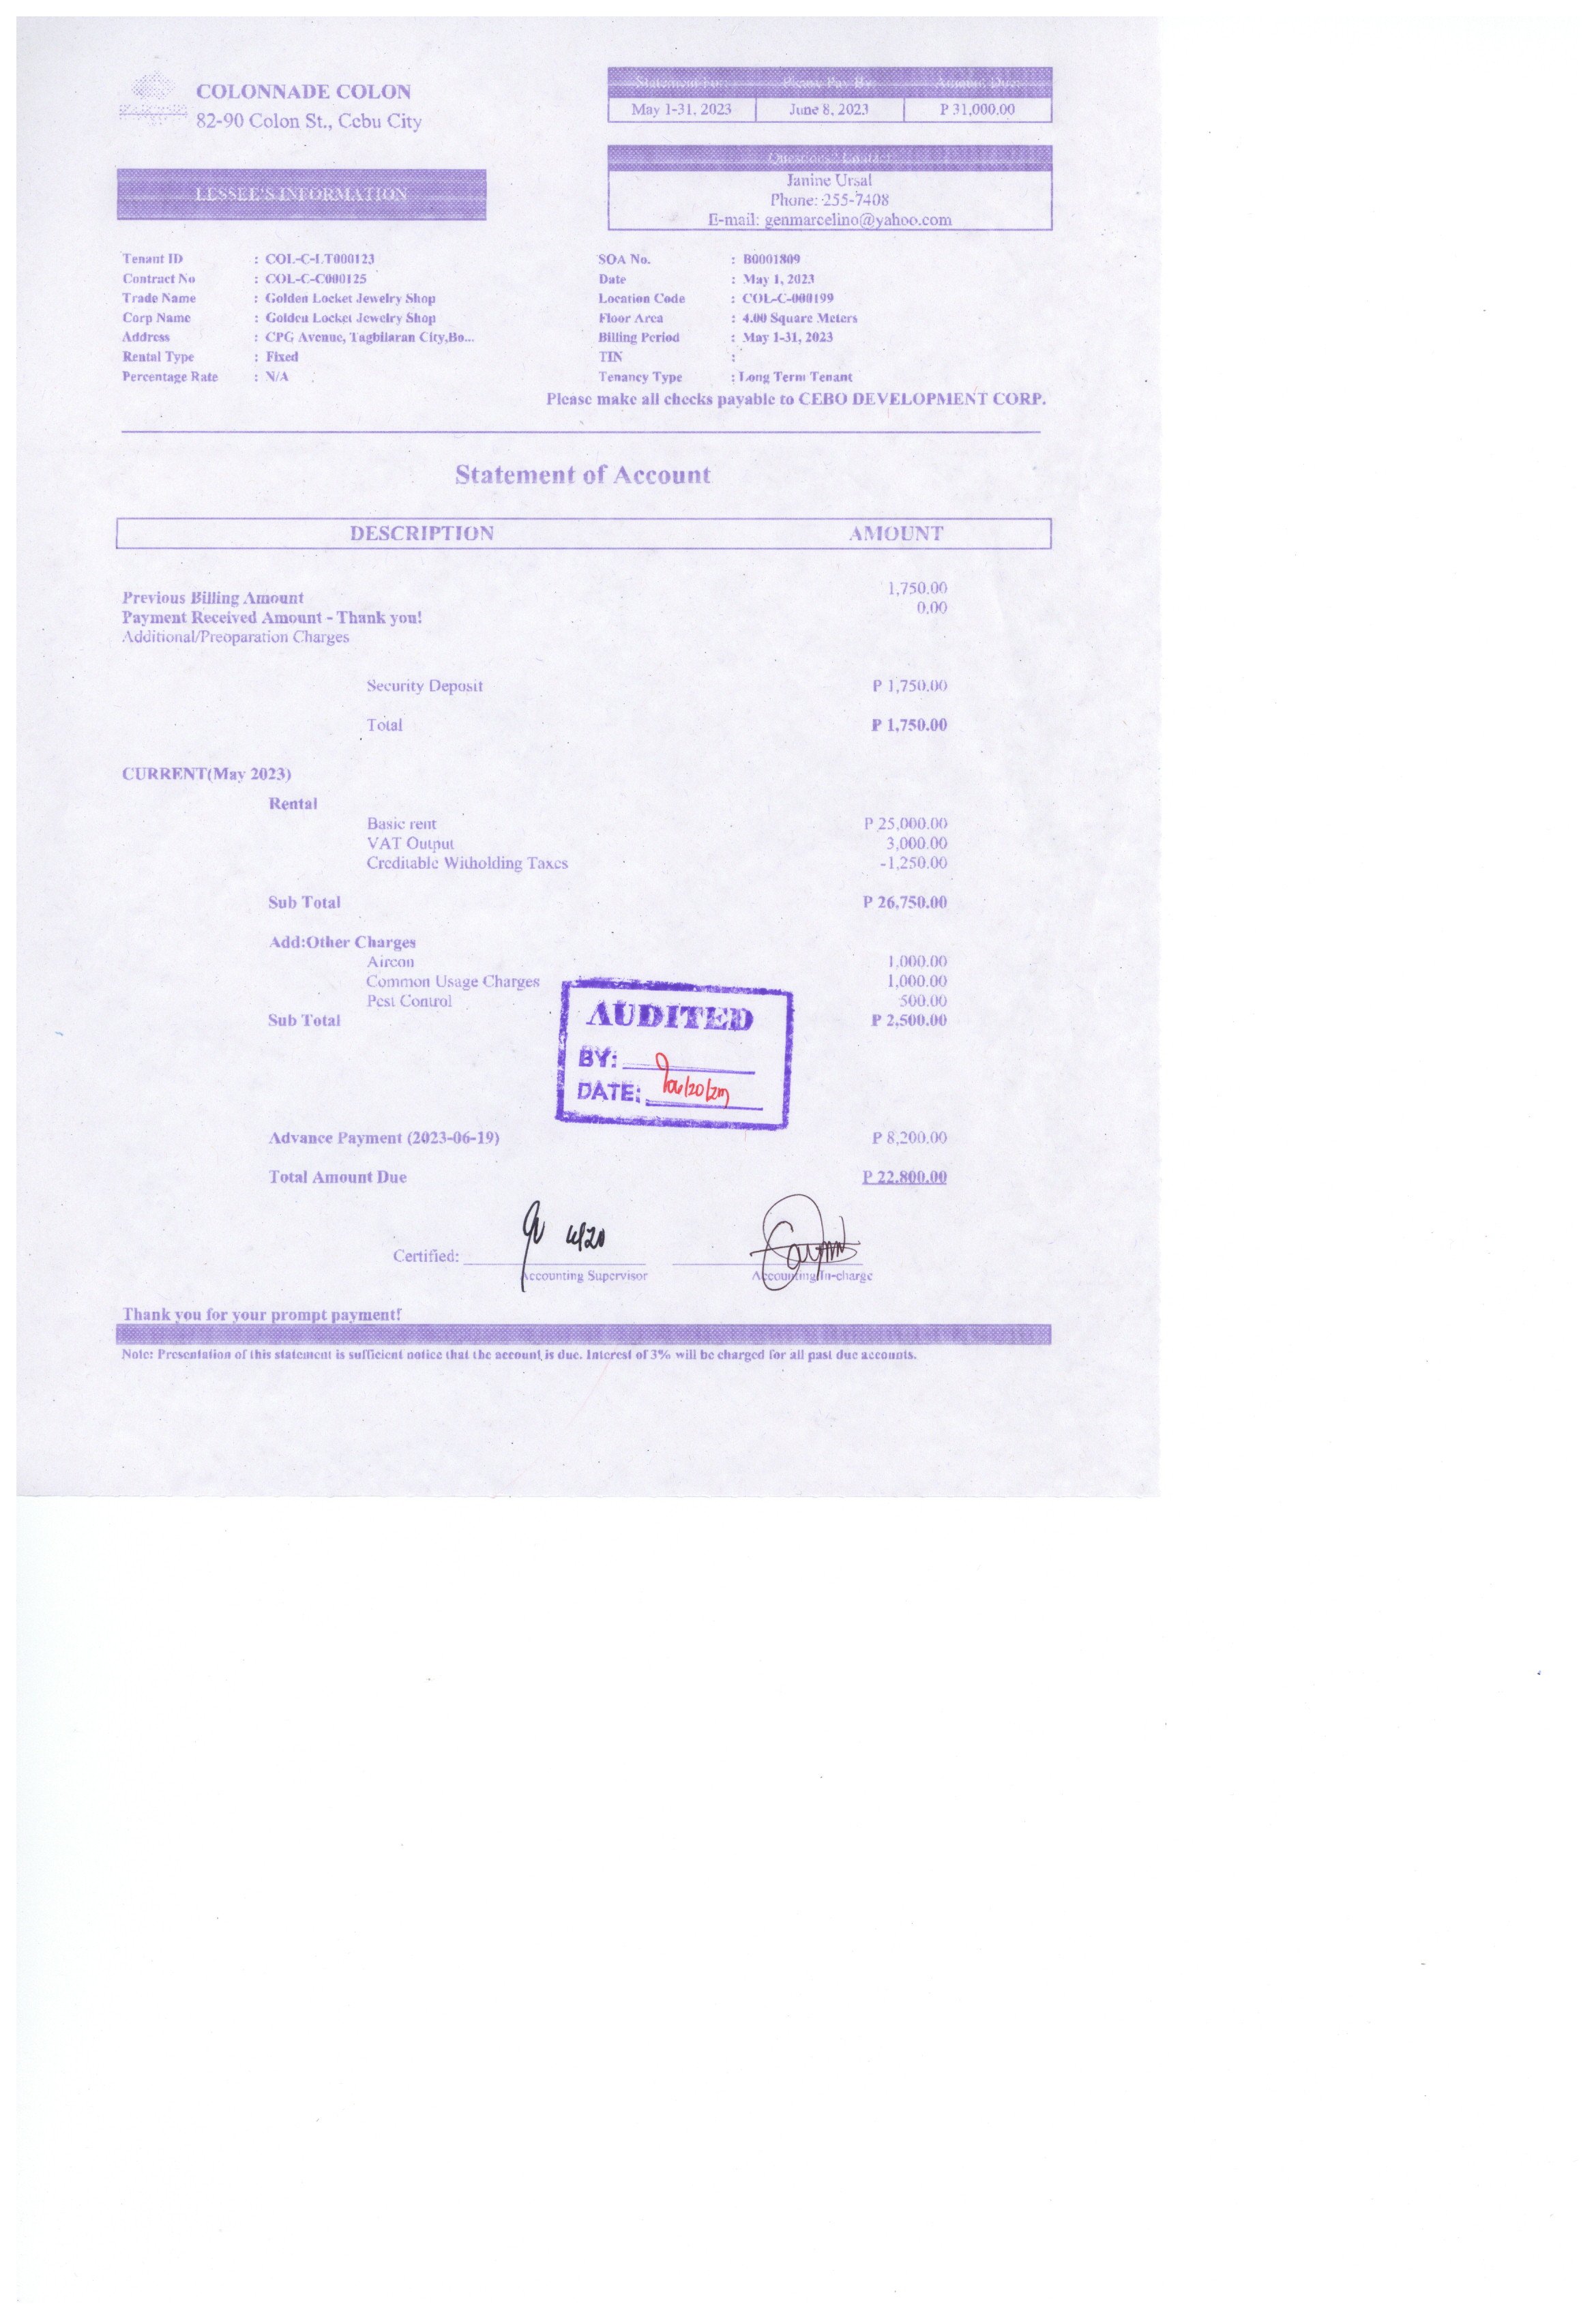 COLONNADE COLON
82-90 Colon St., Cebu City
Statement For: Please Pay By: Amount Due:
May 1-31, 2023 June 8, 2023 P 31,000.00
Questions? Contact
Janine Ursal
Phone: 255-7408
E-mail: genmarcelino@yahoo.com
LESSEE'S INFORMATION
Tenant ID : COL-C-LT000123
Contract No : COL-C-C000125
Trade Name : Golden Locket Jewelry Shop
Corp Name : Golden Locket Jewelry Shop
Address : CPG Avenue, Tagbilaran City,Bo...
Rental Type : Fixed
Percentage Rate : N/A
SOA No. : B0001809
Date : May 1, 2023
Location Code : COL-C-000199
Floor Area : 4.00 Square Meters
Billing Period : May 1-31, 2023
TIN :
Tenancy Type : Long Term Tenant
Please make all checks payable to CEBO DEVELOPMENT CORP.
Statement of Account
DESCRIPTION AMOUNT
Previous Billing Amount 1,750.00
Payment Received Amount - Thank you! 0.00
Additional/Preoparation Charges
Security Deposit P 1,750.00
Total P 1,750.00
CURRENT(May 2023)
Rental
Basic rent P 25,000.00
VAT Output 3,000.00
Creditable Witholding Taxes -1,250.00
Sub Total P 26,750.00
Add:Other Charges
Aircon 1,000.00
Common Usage Charges 1,000.00
Pest Control 500.00
Sub Total P 2,500.00
AUDITED
BY:
DATE:
Advance Payment (2023-06-19) P 8,200.00
Total Amount Due P 22,800.00
6/20
Certified:
Accounting Supervisor Accounting In-charge
Thank you for your prompt payment!
Note: Presentation of this statement is sufficient notice that the account is due. Interest of 3% will be charged for all past due accounts.